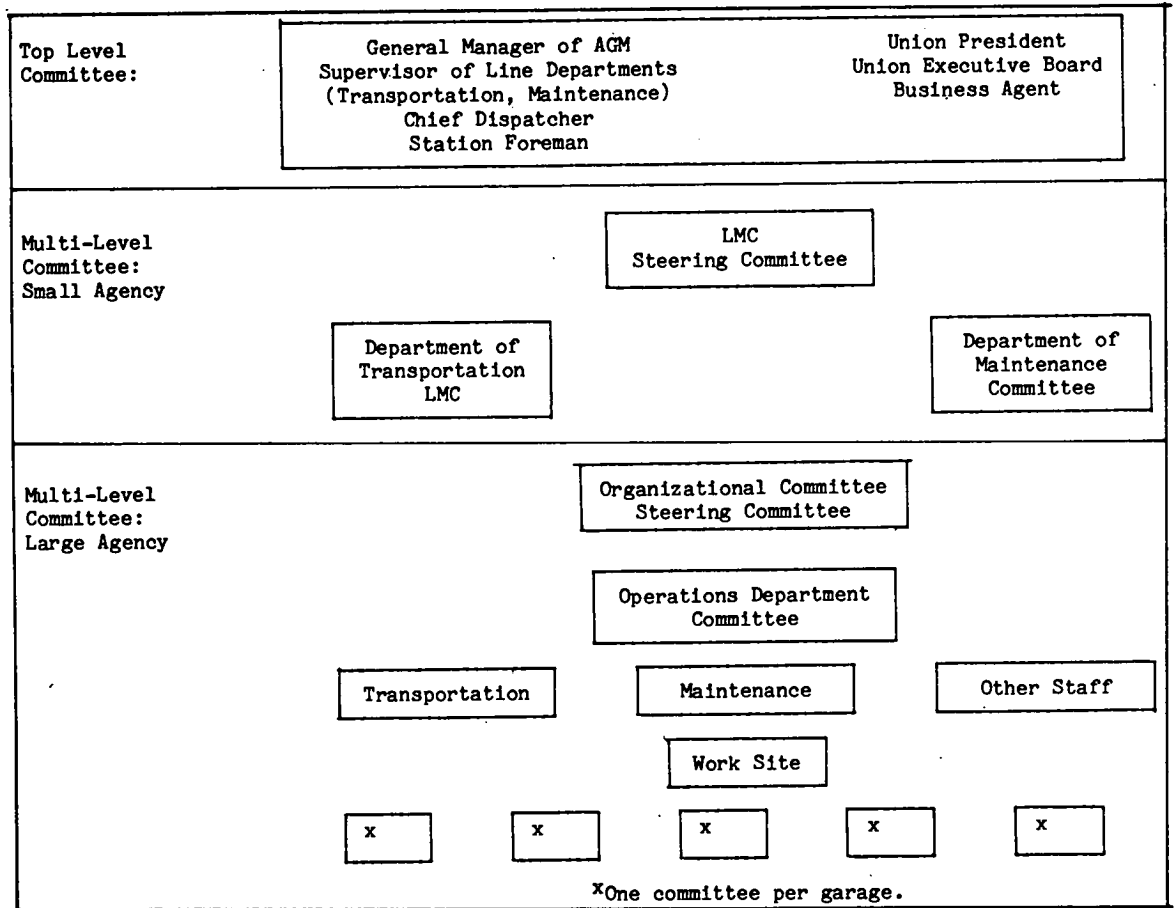 Top Level
Committee:
General Manager of AGM
Supervisor of Line Departments
(Transportation, Maintenance)
Chief Dispatcher
Station Foreman
Union President
Union Executive Board
Business Agent
Multi-Level
Committee:
Small Agency
LMC
Steering Committee
Department of
Transportation
LMC
Department of
Maintenance
Committee
Multi-Level
Committee:
Large Agency
Organizational Committee
Steering Committee
Operations Department
Committee
Transportation
Maintenance
Other Staff
Work Site
x
x
x
x
x
xOne committee per garage.